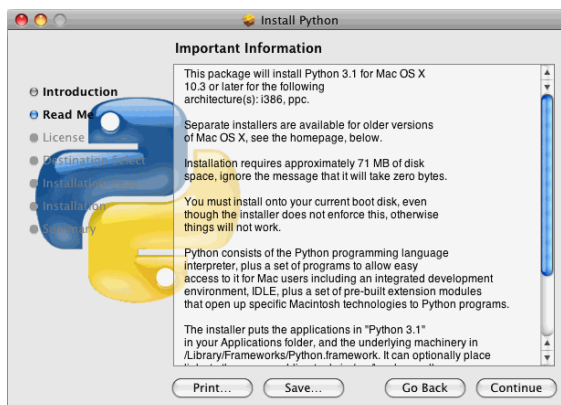 Install Python
Important Information
Introduction
Read Me
License
Destination Select
Installation Type
Installation
Summary
This package will install Python 3.1 for Mac OS X
10.3 or later for the following
architecture(s): i386, ppc.
Separate installers are available for older versions
of Mac OS X, see the homepage, below.
Installation requires approximately 71 MB of disk
space, ignore the message that it will take zero bytes.
You must install onto your current boot disk, even
though the installer does not enforce this, otherwise
things will not work.
Python consists of the Python programming language
interpreter, plus a set of programs to allow easy
access to it for Mac users including an integrated development
environment, IDLE, plus a set of pre-built extension modules
that open up specific Macintosh technologies to Python programs.
The installer puts the applications in "Python 3.1"
in your Applications folder, and the underlying machinery in
/Library/Frameworks/Python.framework. It can optionally place
Print...
Save...
Go Back
Continue